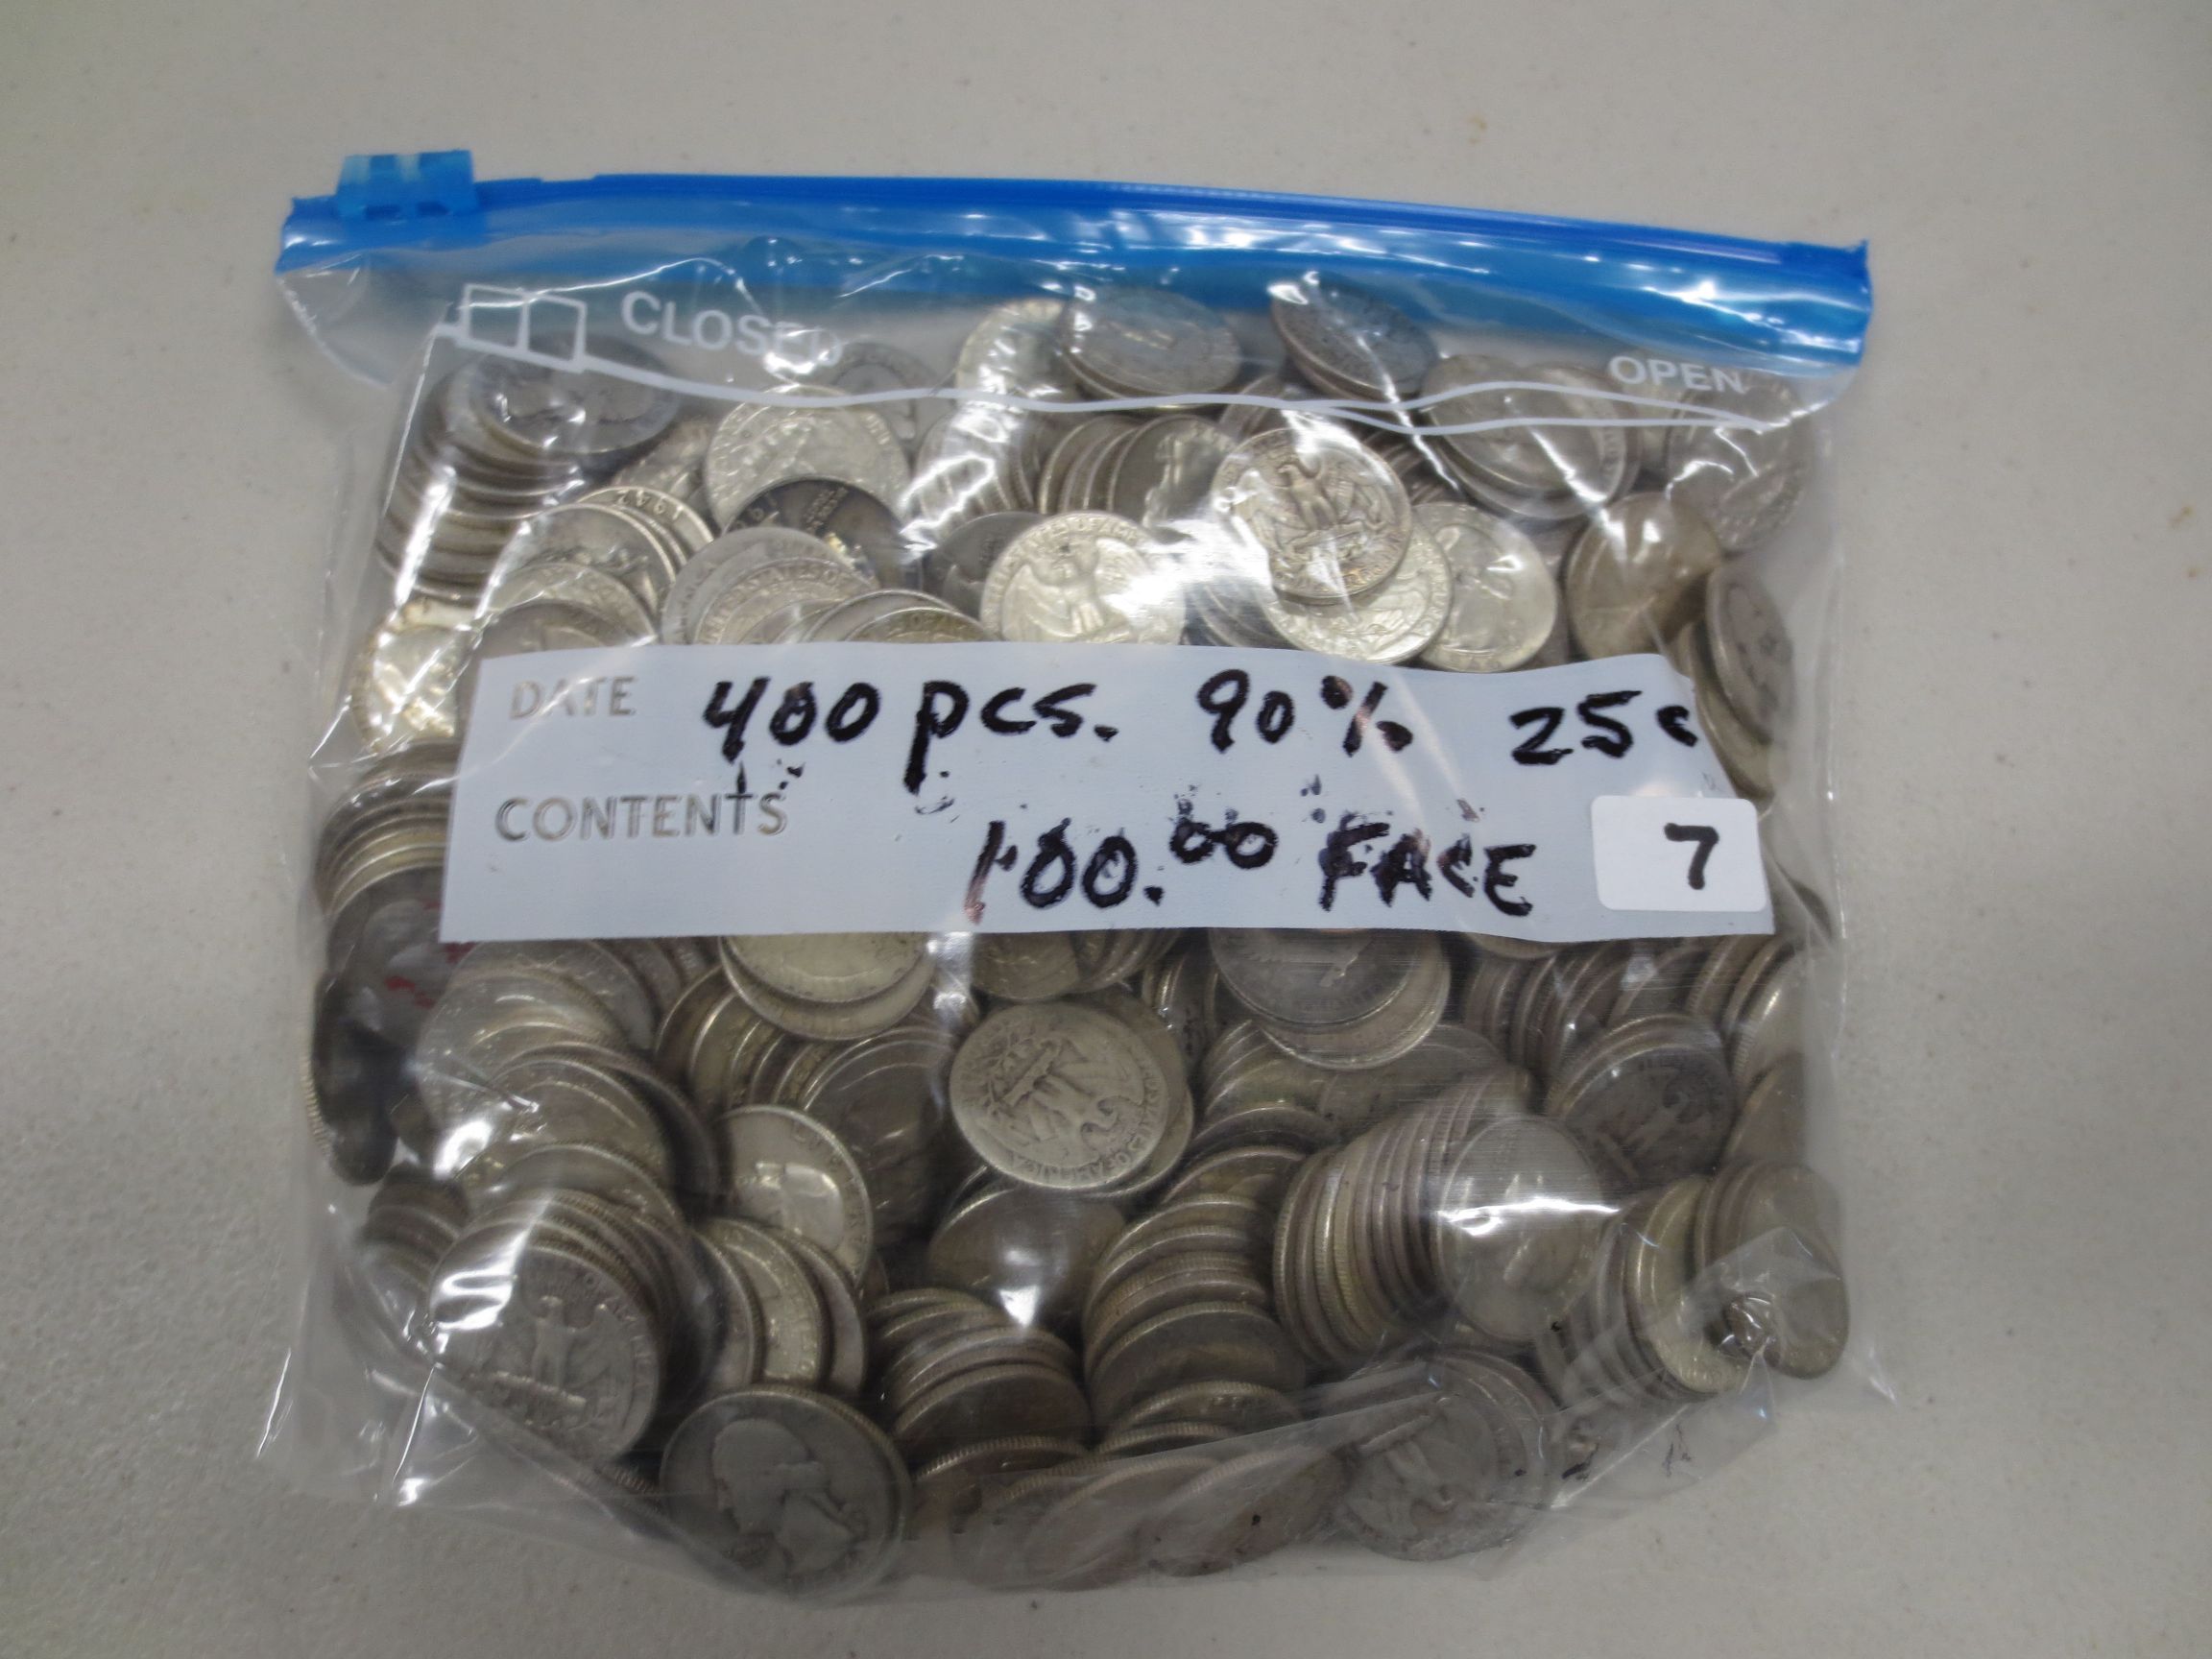 CLOSED
OPEN
DATE 400 pcs. 90% 25¢
CONTENTS
100.00 FACE
7